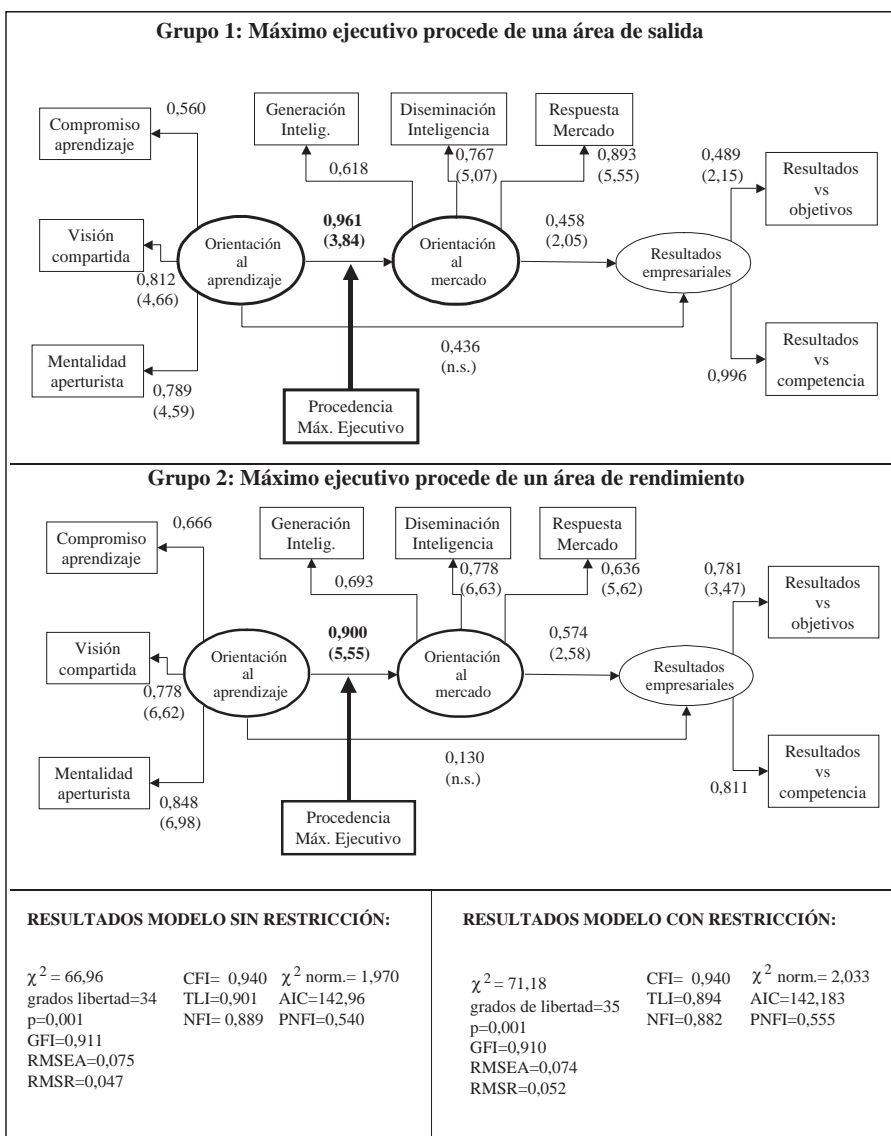 Grupo 1: Máximo ejecutivo procede de una área de salida
Compromiso
aprendizaje
0,560
Generación
Intelig.
Diseminación
Inteligencia
Respuesta
Mercado
0,618
0,767
(5,07)
0,893
(5,55)
0,489
(2,15)
Resultados
vs
objetivos
Visión
compartida
0,812
(4,66)
Orientación
al
aprendizaje
0,961
(3,84)
Orientación
al
mercado
0,458
(2,05)
Resultados
empresariales
0,436
(n.s.)
Mentalidad
aperturista
0,789
(4,59)
Procedencia
Máx. Ejecutivo
0,996
Resultados
vs
competencia
Grupo 2: Máximo ejecutivo procede de un área de rendimiento
Compromiso
aprendizaje
0,666
Generación
Intelig.
Diseminación
Inteligencia
Respuesta
Mercado
0,693
0,778
(6,63)
0,636
(5,62)
0,781
(3,47)
Resultados
vs
objetivos
Visión
compartida
0,778
(6,62)
Orientación
al
aprendizaje
0,900
(5,55)
Orientación
al
mercado
0,574
(2,58)
Resultados
empresariales
0,130
(n.s.)
Mentalidad
aperturista
0,848
(6,98)
Procedencia
Máx. Ejecutivo
0,811
Resultados
vs
competencia
RESULTADOS MODELO SIN RESTRICCIÓN:
χ² = 66,96
grados libertad=34
p=0,001
GFI=0,911
RMSEA=0,075
RMSR=0,047
CFI= 0,940
TLI=0,901
NFI= 0,889
χ² norm.= 1,970
AIC=142,96
PNFI=0,540
RESULTADOS MODELO CON RESTRICCIÓN:
χ² = 71,18
grados de libertad=35
p=0,001
GFI=0,910
RMSEA=0,074
RMSR=0,052
CFI= 0,940
TLI=0,894
NFI=0,882
χ² norm.= 2,033
AIC=142,183
PNFI=0,555